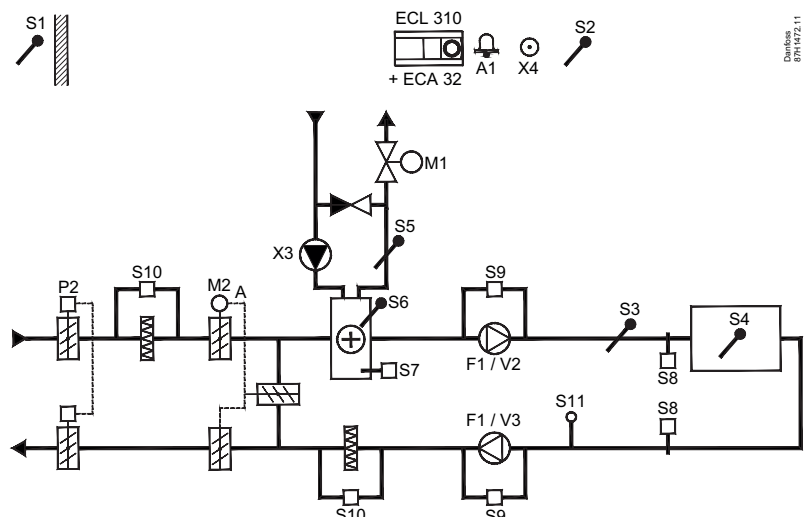 S1
ECL 310
+ ECA 32
A1
X4
S2
Danfoss
87H1472.11
M1
S5
X3
P2
S10
M2
A
S6
S7
S9
F1 / V2
S3
S4
S8
S8
S11
F1 / V3
S10
S9